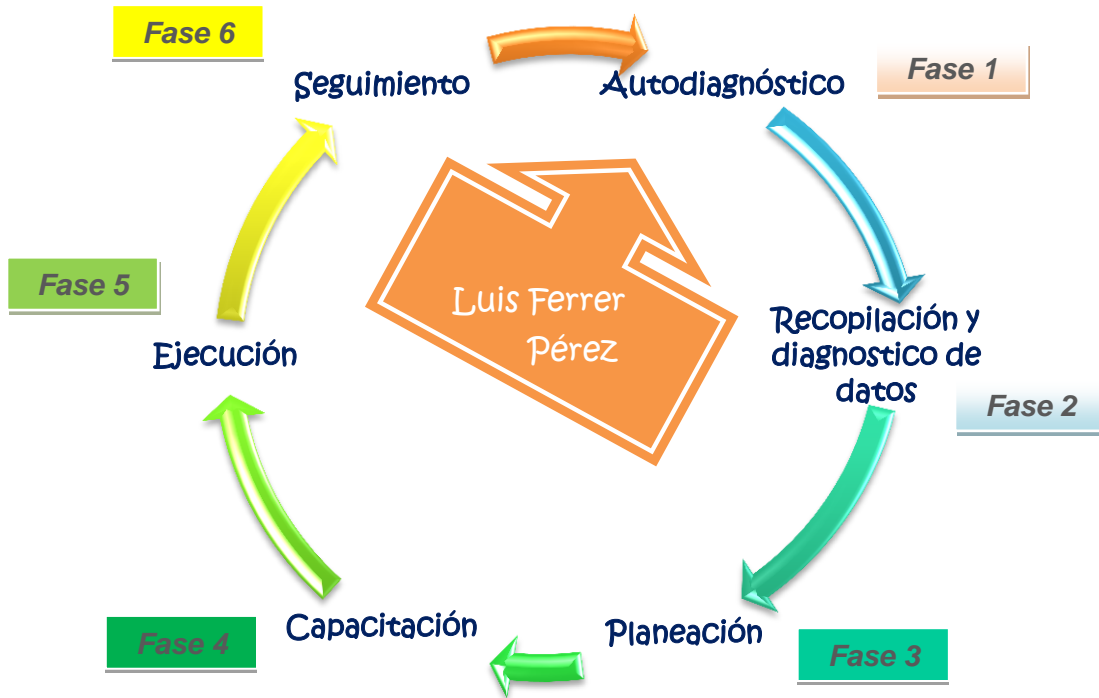 Fase 6
Seguimiento
Autodiagnóstico
Fase 1
Luis Ferrer
Pérez
Recopilación y
diagnostico de
datos
Fase 2
Fase 5
Ejecución
Fase 4
Capacitación
Planeación
Fase 3